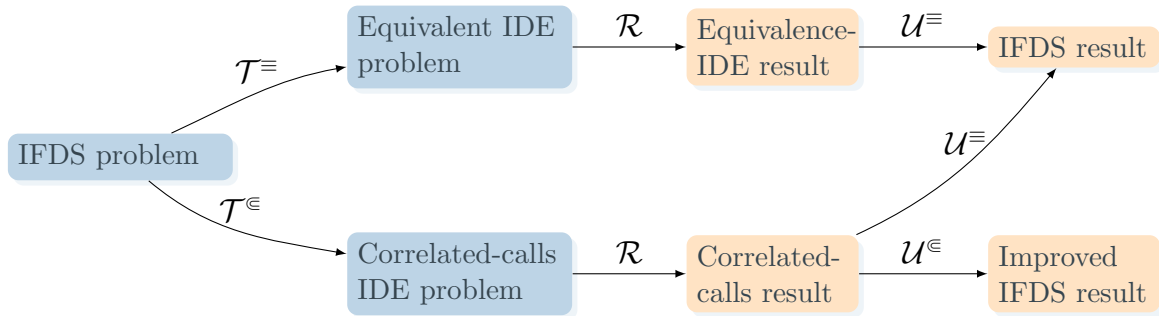 Equivalent IDE
problem
𝓡
Equivalence-
IDE result
𝓤≡
IFDS result
𝓣≡
IFDS problem
𝓤≡
𝓣⋐
Correlated-calls
IDE problem
𝓡
Correlated-
calls result
𝓤⋐
Improved
IFDS result